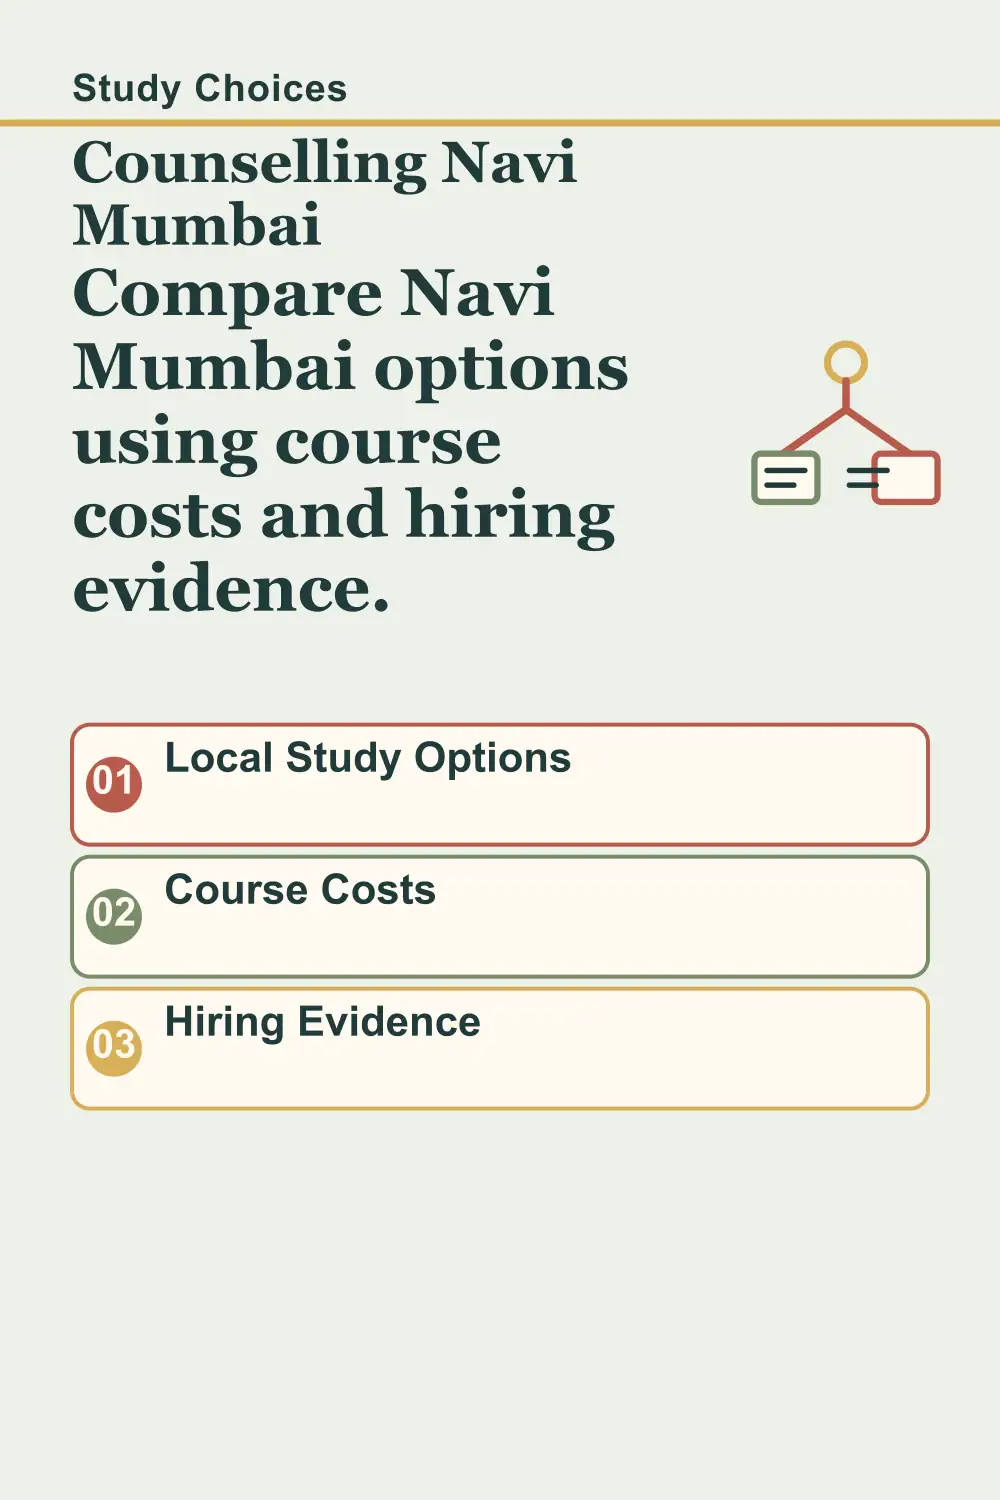 Study Choices
Counselling Navi
Mumbai
Compare Navi
Mumbai options
using course
costs and hiring
evidence.
01
Local Study Options
02
Course Costs
03
Hiring Evidence